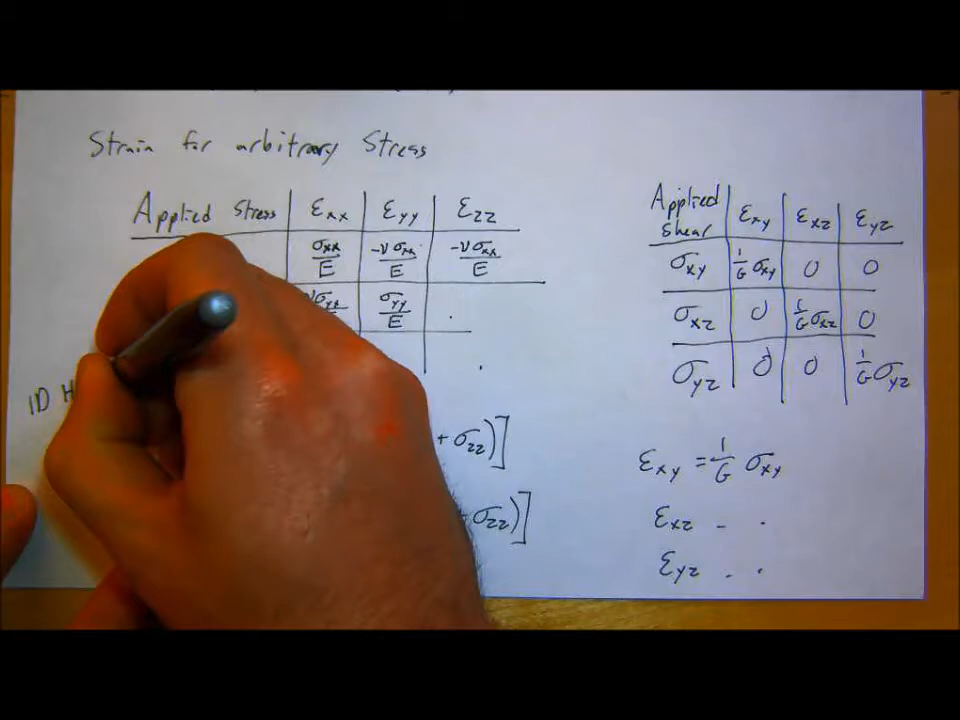 Strain for arbitrary Stress
Applied Stress εxx εyy εzz
σxx/E -νσxx/E -νσxx/E
σyy/E .
.
1D
+ σzz)]
+ σzz)]
Applied shear εxy εxz εyz
σxy 1/G σxy 0 0
σxz 0 1/G σxz 0
σyz 0 0 1/G σyz
εxy = 1/G σxy
εxz - .
εyz . .